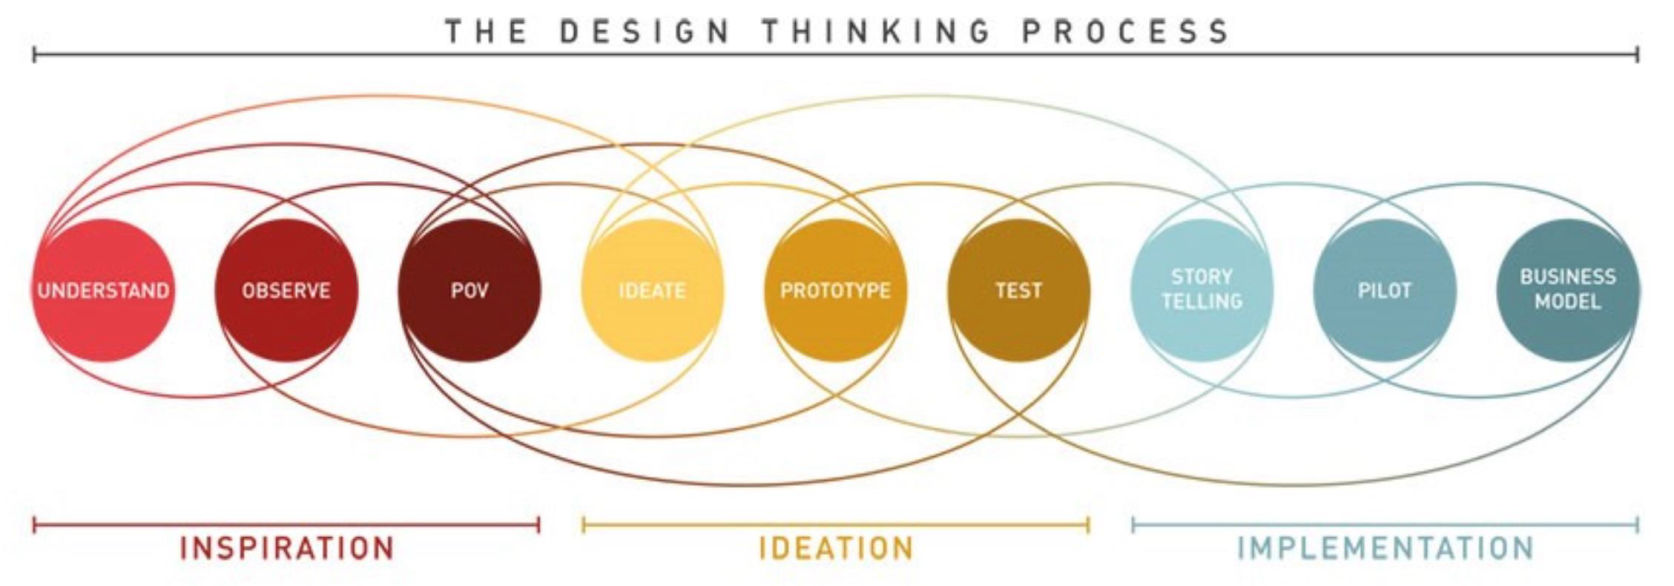 THE DESIGN THINKING PROCESS
UNDERSTAND
OBSERVE
POV
IDEATE
PROTOTYPE
TEST
STORY
TELLING
PILOT
BUSINESS
MODEL
INSPIRATION
IDEATION
IMPLEMENTATION